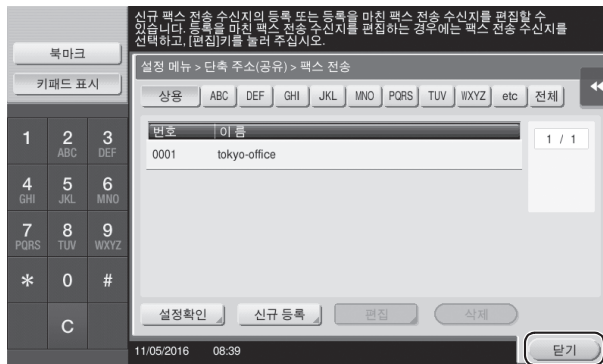 신규 팩스 전송 수신지의 등록 또는 등록을 마친 팩스 전송 수신지를 편집할 수
있습니다. 등록을 마친 팩스 전송 수신지를 편집하는 경우에는 팩스 전송 수신지를
선택하고, [편집]키를 눌러 주십시오.
북마크
키패드 표시
설정 메뉴 > 단축 주소(공유) > 팩스 전송
상용 ABC DEF GHI JKL MNO PQRS TUV WXYZ etc 전체
번호 이름
1 / 1
0001 tokyo-office
1 2 3
ABC DEF
4 5 6
GHI JKL MNO
7 8 9
PQRS TUV WXYZ
* 0 #
C
설정확인 신규 등록 편집 삭제
11/05/2016 08:39
닫기